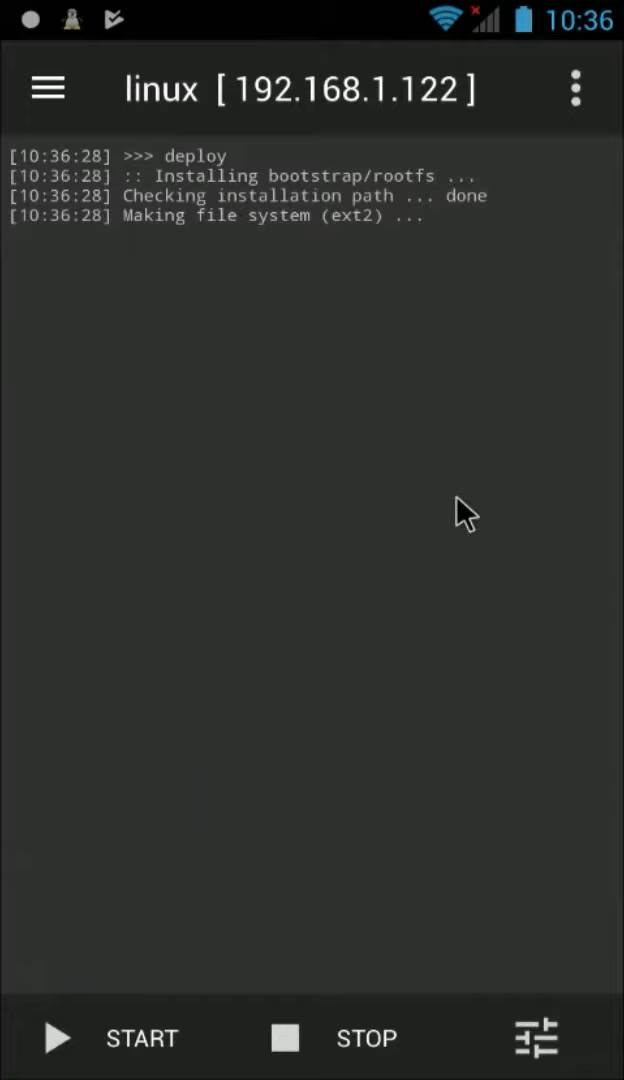 10:36
linux [ 192.168.1.122 ]
[10:36:28] >>> deploy
[10:36:28] :: Installing bootstrap/rootfs ...
[10:36:28] Checking installation path ... done
[10:36:28] Making file system (ext2) ...
START STOP